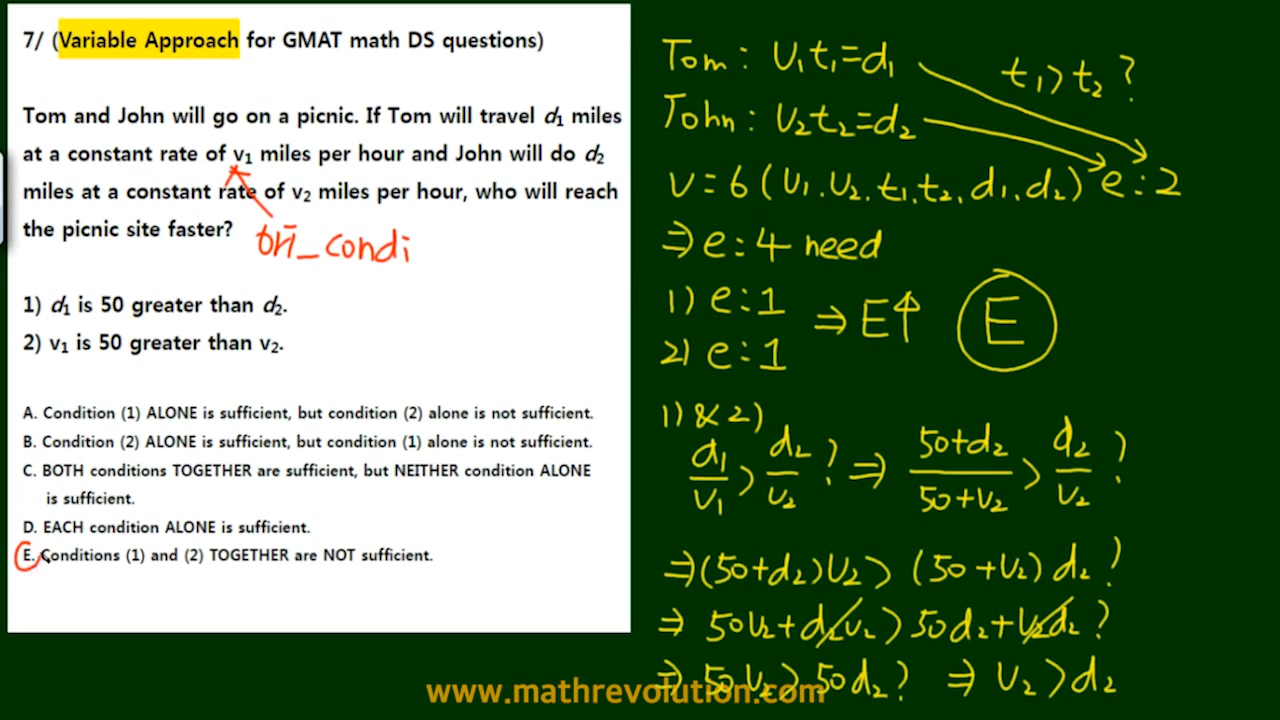 7/ (Variable Approach for GMAT math DS questions)
Tom and John will go on a picnic. If Tom will travel d₁ miles
at a constant rate of v₁ miles per hour and John will do d₂
miles at a constant rate of v₂ miles per hour, who will reach
the picnic site faster?
ori_condi
1) d₁ is 50 greater than d₂.
2) v₁ is 50 greater than v₂.
A. Condition (1) ALONE is sufficient, but condition (2) alone is not sufficient.
B. Condition (2) ALONE is sufficient, but condition (1) alone is not sufficient.
C. BOTH conditions TOGETHER are sufficient, but NEITHER condition ALONE
is sufficient.
D. EACH condition ALONE is sufficient.
E. Conditions (1) and (2) TOGETHER are NOT sufficient.
Tom : v₁t₁=d₁ t₁>t₂?
John : v₂t₂=d₂
v=6(v₁.v₂.t₁,t₂,d₁,d₂) e:2
⇒ e:4 need
1) e:1
⇒ E↑ E
2) e:1
1)&2)
d₁/v₁ > d₂/v₂ ? ⇒ 50+d₂/50+v₂ > d₂/v₂ ?
⇒(50+d₂)v₂>(50+v₂)d₂?
⇒ 50v₂+d₂v₂>50d₂+v₂d₂?
⇒ 50v₂>50d₂? ⇒ v₂>d₂
www.mathrevolution.com